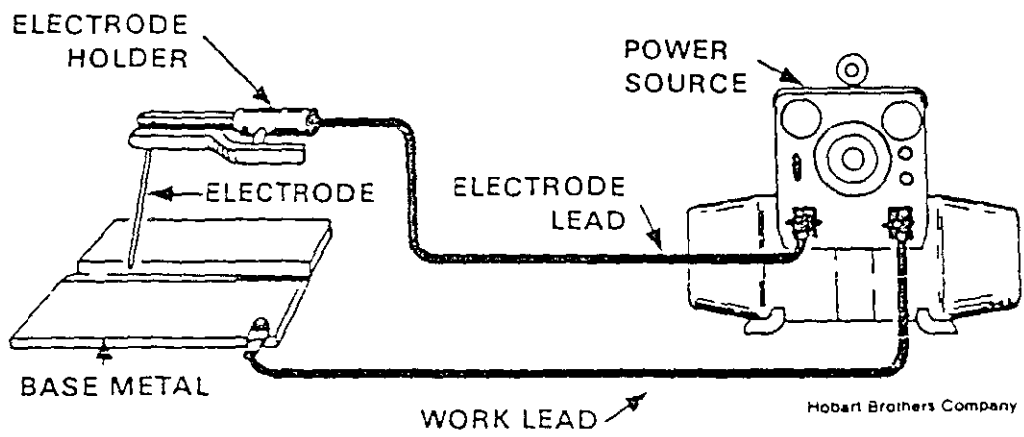 ELECTRODE
HOLDER
POWER
SOURCE
ELECTRODE
ELECTRODE
LEAD
BASE METAL
WORK LEAD
Hobart Brothers Company